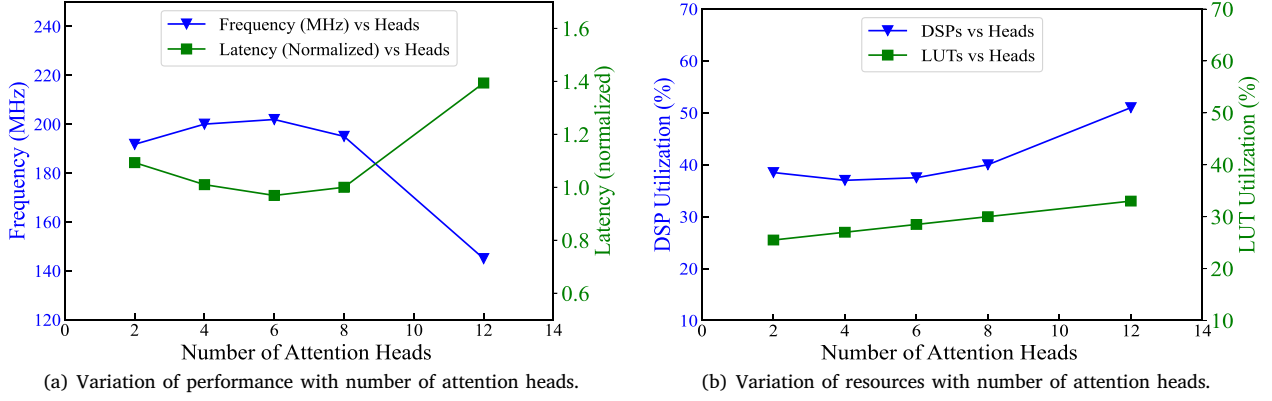 Frequency (MHz) vs Heads
Latency (Normalized) vs Heads
240
220
200
180
160
140
120
Frequency (MHz)
1.6
1.4
1.2
1.0
0.8
0.6
Latency (normalized)
0 2 4 6 8 10 12 14
Number of Attention Heads
(a) Variation of performance with number of attention heads.
DSPs vs Heads
LUTs vs Heads
70
60
50
40
30
20
10
DSP Utilization (%)
70
60
50
40
30
20
10
LUT Utilization (%)
0 2 4 6 8 10 12 14
Number of Attention Heads
(b) Variation of resources with number of attention heads.